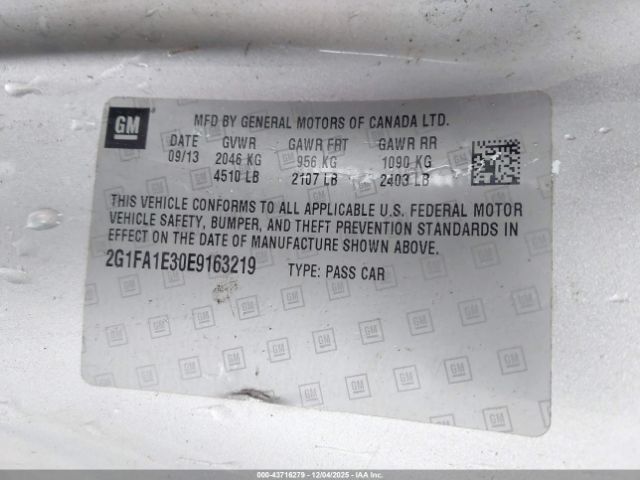 GM
MFD BY GENERAL MOTORS OF CANADA LTD.
DATE GVWR GAWR FRT GAWR RR
09/13 2046 KG 956 KG 1090 KG
4510 LB 2107 LB 2403 LB
THIS VEHICLE CONFORMS TO ALL APPLICABLE U.S. FEDERAL MOTOR
VEHICLE SAFETY, BUMPER, AND THEFT PREVENTION STANDARDS IN
EFFECT ON THE DATE OF MANUFACTURE SHOWN ABOVE.
2G1FA1E30E9163219 TYPE: PASS CAR
000-43716279 - 12/04/2025 - IAAI.com - Copyright